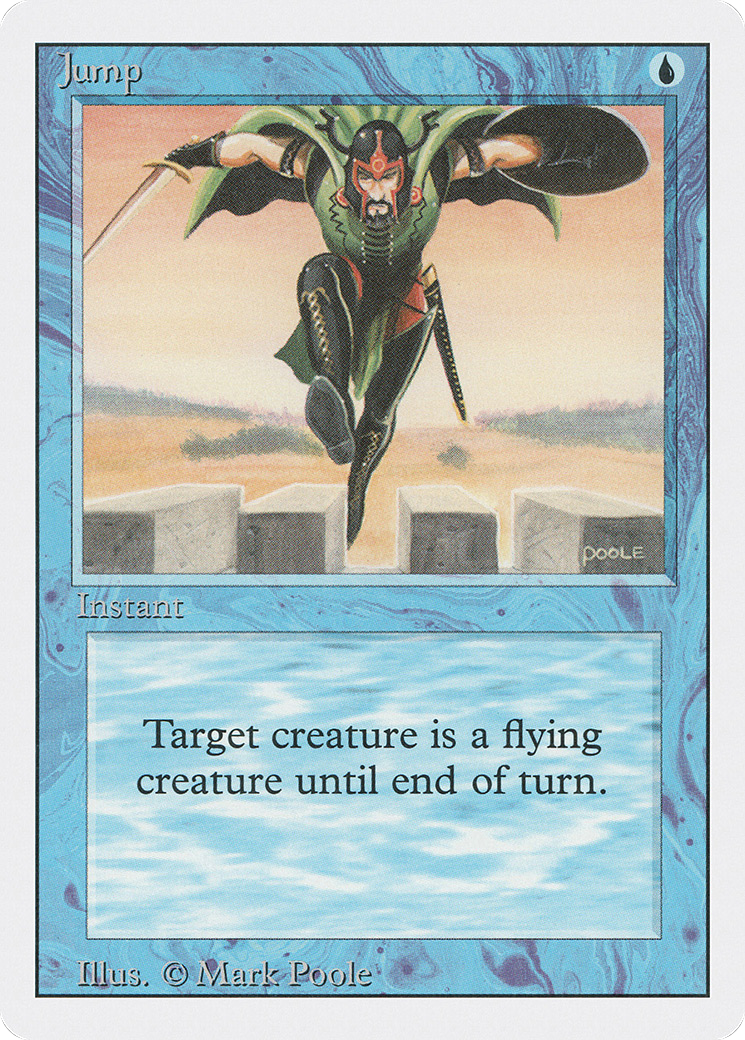 Jump
POOLE
Instant
Target creature is a flying
creature until end of turn.
Illus. © Mark Poole